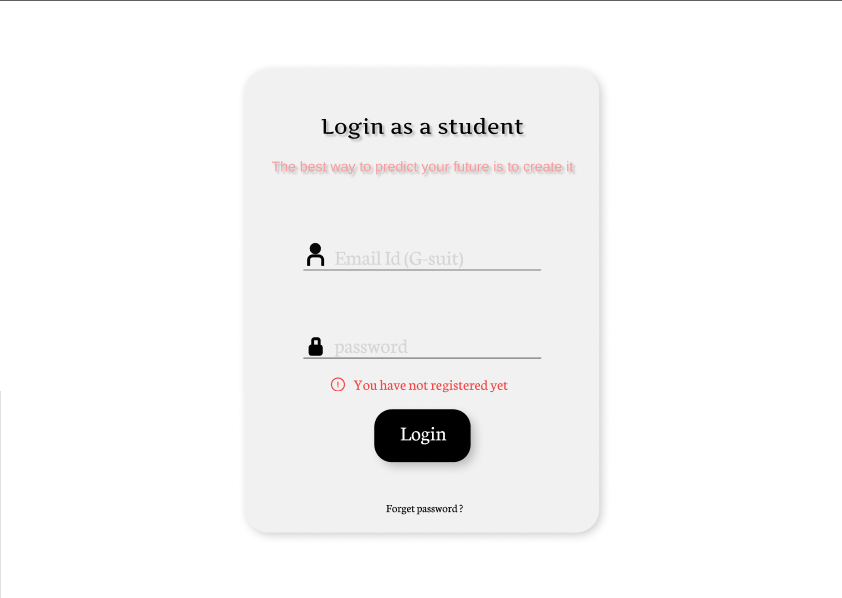 Login as a student
The best way to predict your future is to create it
Email Id (G-suit)
password
You have not registered yet
Login
Forget password ?